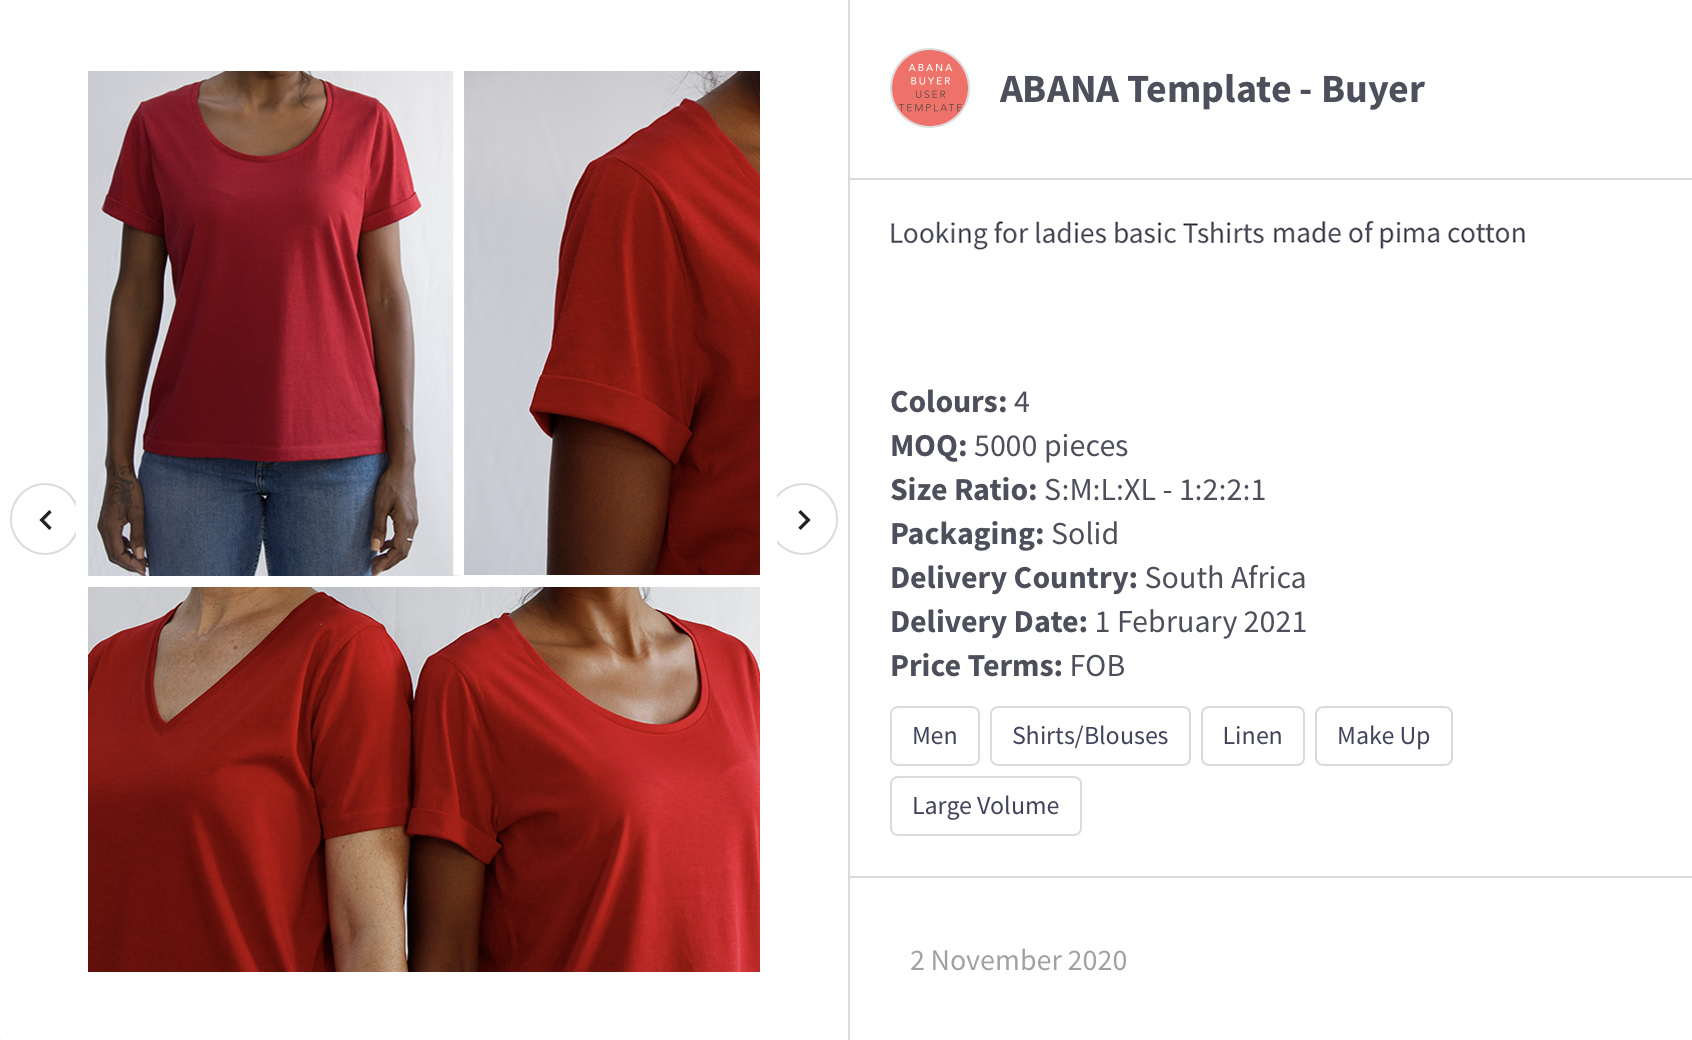 ABANA
BUYER
USER
TEMPLATE
ABANA Template - Buyer
Looking for ladies basic Tshirts made of pima cotton
Colours: 4
MOQ: 5000 pieces
Size Ratio: S:M:L:XL - 1:2:2:1
Packaging: Solid
Delivery Country: South Africa
Delivery Date: 1 February 2021
Price Terms: FOB
Men
Shirts/Blouses
Linen
Make Up
Large Volume
2 November 2020